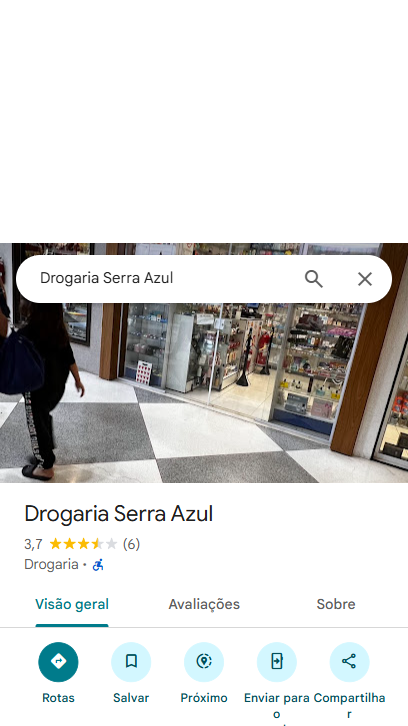 Drogaria Serra Azul
Drogaria Serra Azul
3,7 (6)
Drogaria ·
Visão geral Avaliações Sobre
Rotas Salvar Próximo Enviar para o Compartilhar